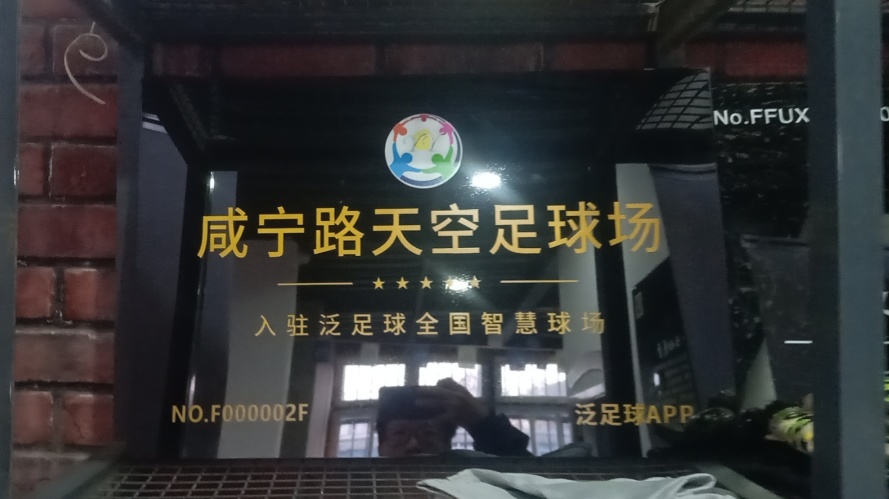 No.FFUX
咸宁路天空足球场
★★★★★
入驻泛足球全国智慧球场
NO.F000002F
泛足球APP